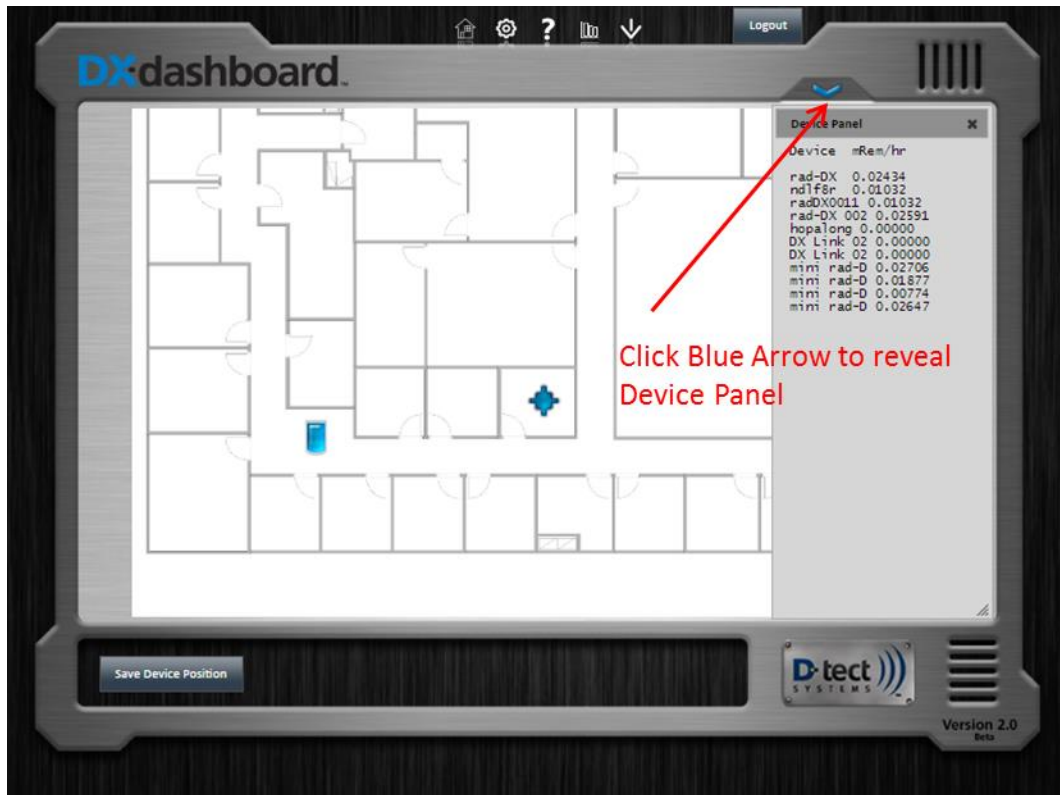 Logout
DXdashboard™
Device Panel
Device mRem/hr
rad-DX 0.02434
ndlf8r 0.01032
radDX0011 0.01032
rad-DX 002 0.02591
hopalong 0.00000
DX Link 02 0.00000
DX Link 02 0.00000
mini rad-D 0.02706
mini rad-D 0.01877
mini rad-D 0.00774
mini rad-D 0.02647
Click Blue Arrow to reveal
Device Panel
Save Device Position
D-tect
SYSTEMS
Version 2.0
Beta